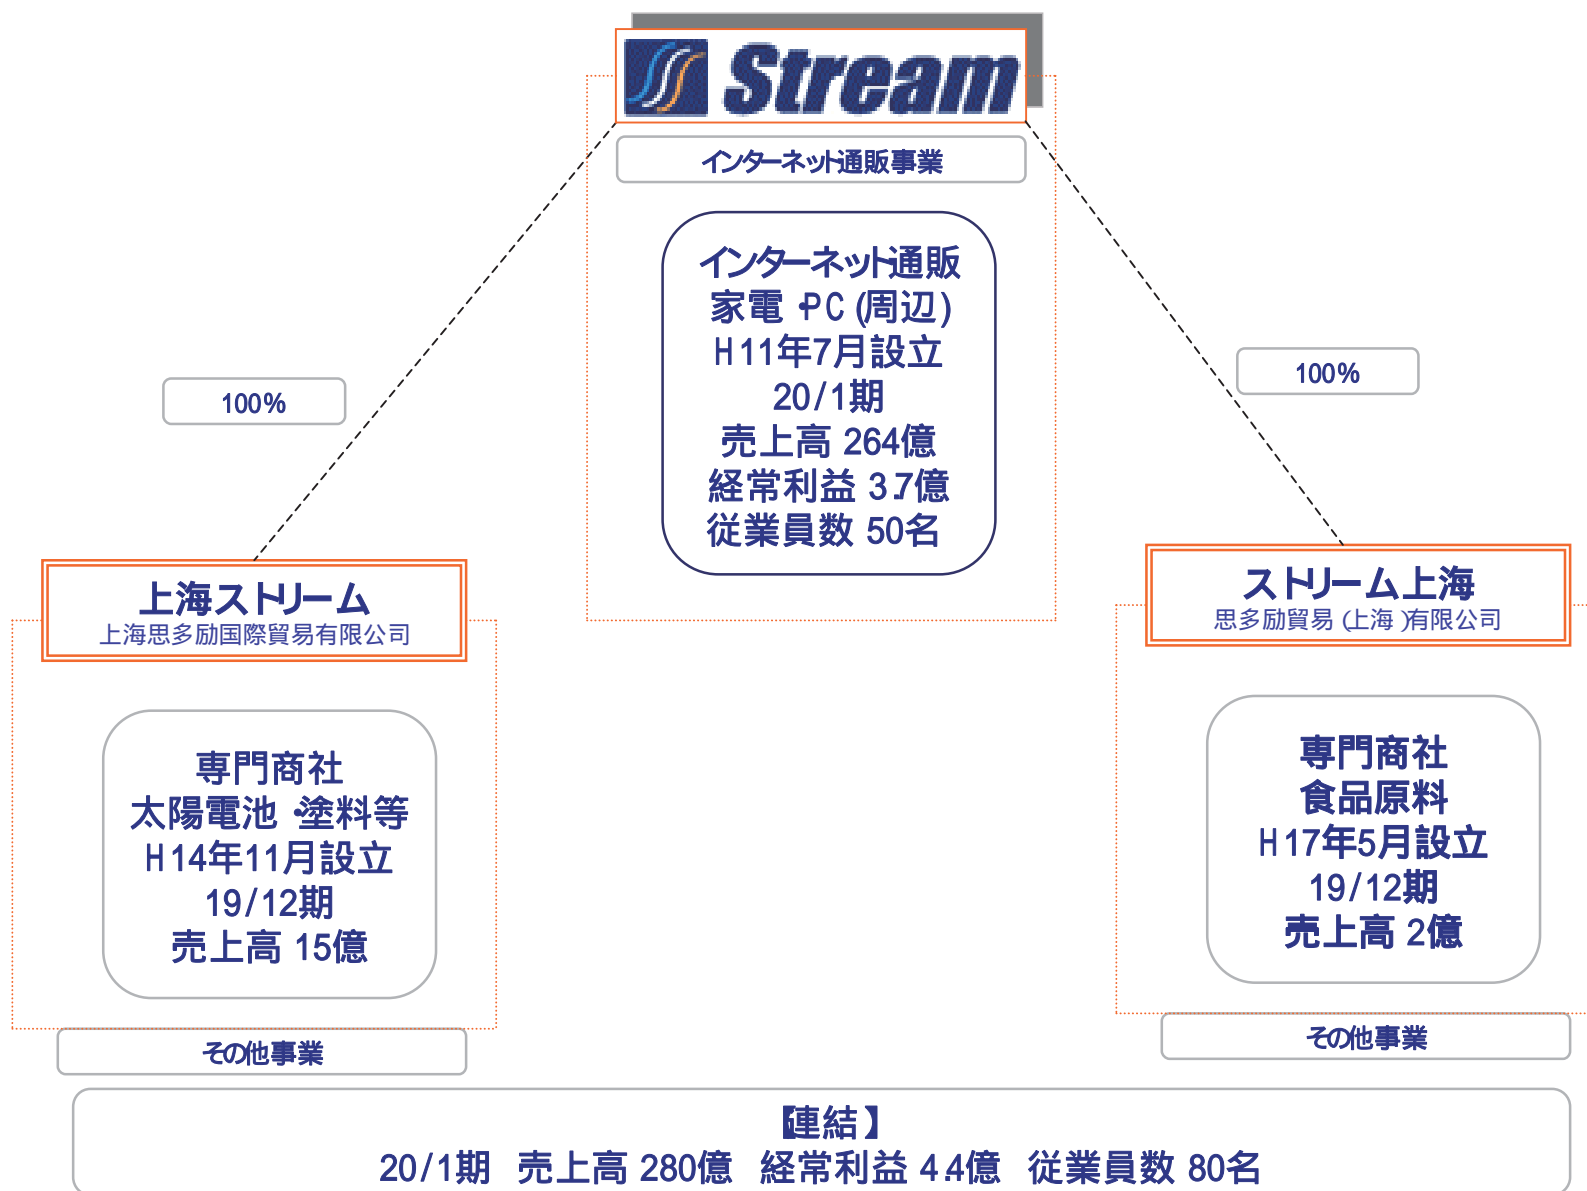 Stream
インターネット通販事業
インターネット通販
家電・PC(周辺)
H11年7月設立
20/1期
売上高 264億
経常利益 3.7億
従業員数 50名
100%
100%
上海ストリーム
上海思多励国際貿易有限公司
専門商社
太陽電池・塗料等
H14年11月設立
19/12期
売上高 15億
その他事業
ストリーム上海
思多励貿易(上海)有限公司
専門商社
食品原料
H17年5月設立
19/12期
売上高 2億
その他事業
【連結】
20/1期 売上高 280億 経常利益 4.4億 従業員数 80名